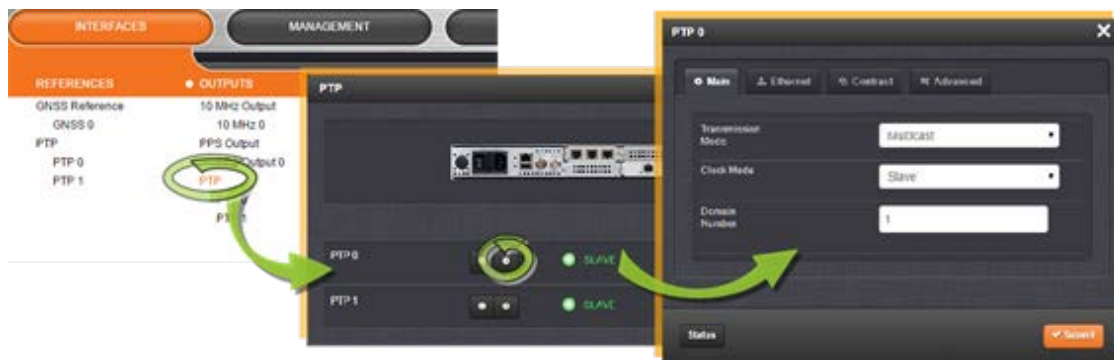 INTERFACES
MANAGEMENT
REFERENCES
OUTPUTS
GNSS Reference
GNSS 0
PTP
PTP 0
PTP 1
10 MHz Output
10 MHz 0
PPS Output
Output 0
PTP
PTP
PTP 0
SLAVE
PTP 1
SLAVE
PTP 0
Main
Ethernet
Contract
Advanced
Transmission
Mode
Multicast
Clock Mode
Slave
Domain
Number
1
Status
Submit